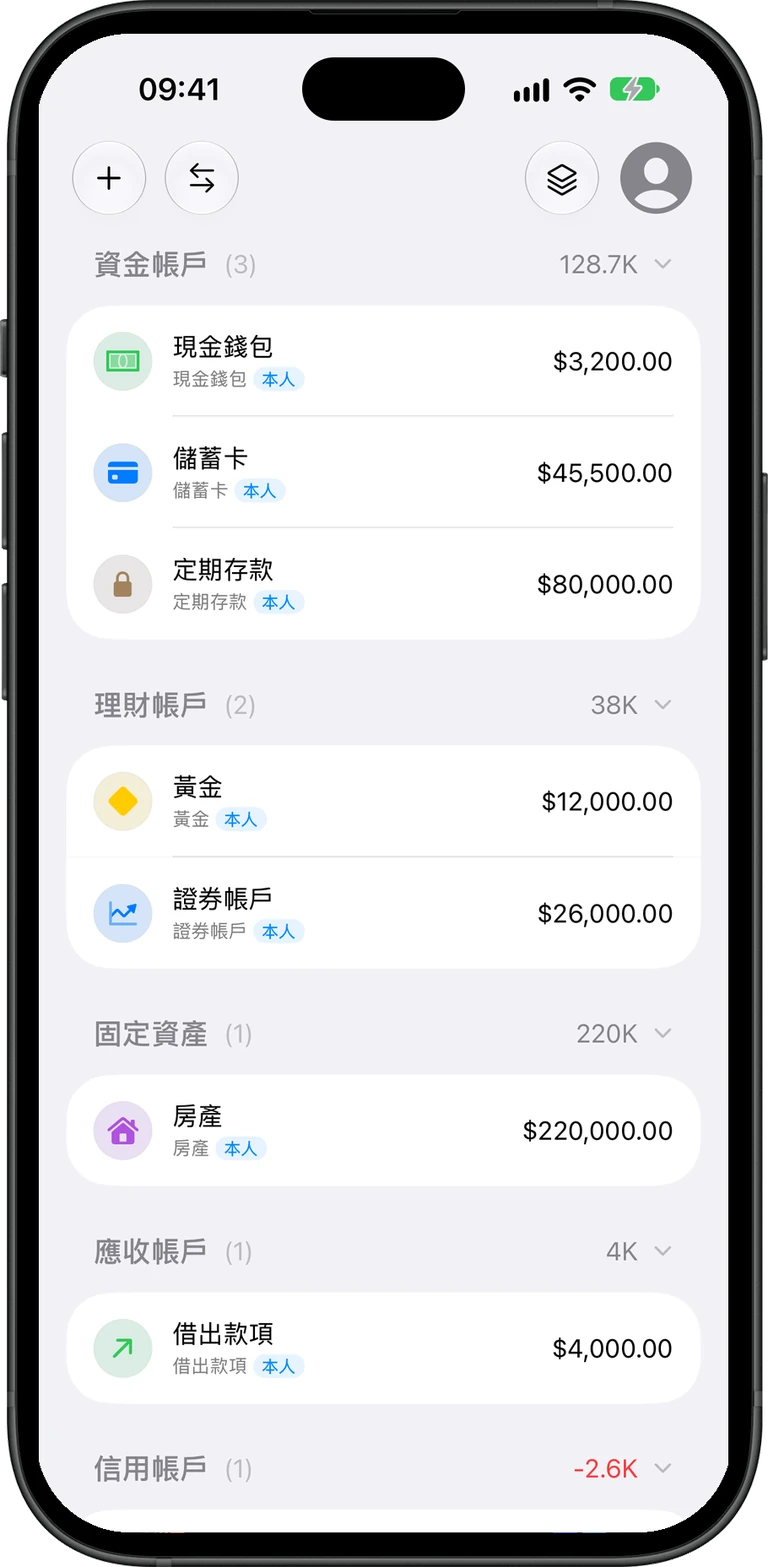 09:41
資金帳戶 (3) 128.7K
現金錢包
現金錢包 本人
$3,200.00
儲蓄卡
儲蓄卡 本人
$45,500.00
定期存款
定期存款 本人
$80,000.00
理財帳戶 (2) 38K
黃金
黃金 本人
$12,000.00
證券帳戶
證券帳戶 本人
$26,000.00
固定資產 (1) 220K
房產
房產 本人
$220,000.00
應收帳戶 (1) 4K
借出款項
借出款項 本人
$4,000.00
信用帳戶 (1) -2.6K